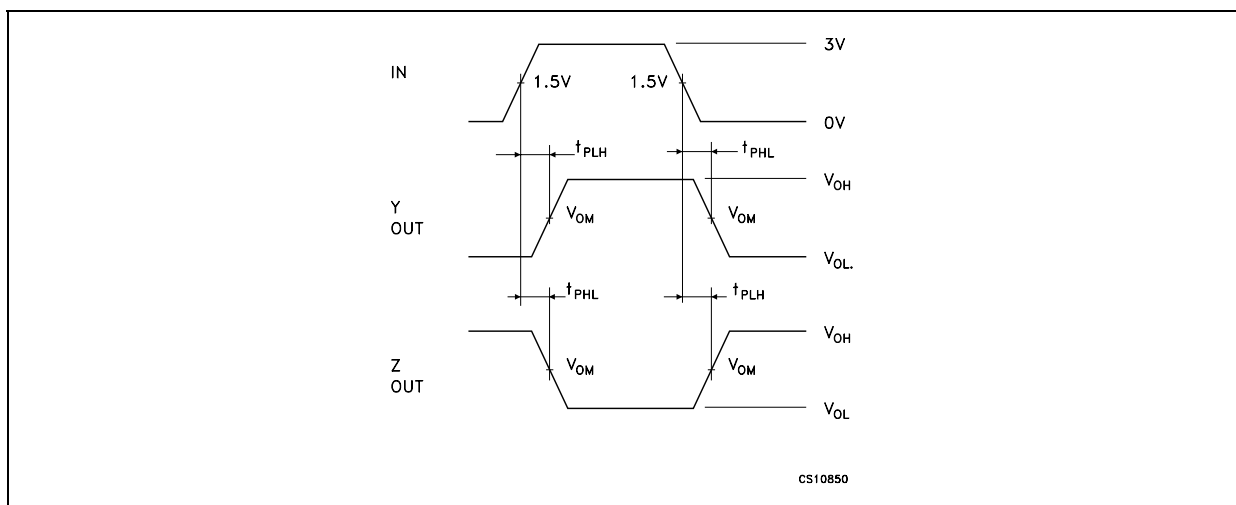 3V
IN
1.5V 1.5V
0V
tPLH tPHL
VOH
Y
OUT
VOM VOM
VOL.
tPHL tPLH
VOH
Z
OUT
VOM VOM
VOL
CS10850